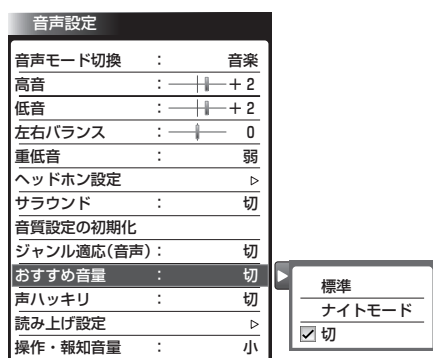 音声設定
音声モード切換 : 音楽
高音 : +2
低音 : +2
左右バランス : 0
重低音 : 弱
ヘッドホン設定
サラウンド : 切
音質設定の初期化
ジャンル適応(音声) : 切
おすすめ音量 : 切
声ハッキリ : 切
読み上げ設定
操作・報知音量 : 小
標準
ナイトモード
切